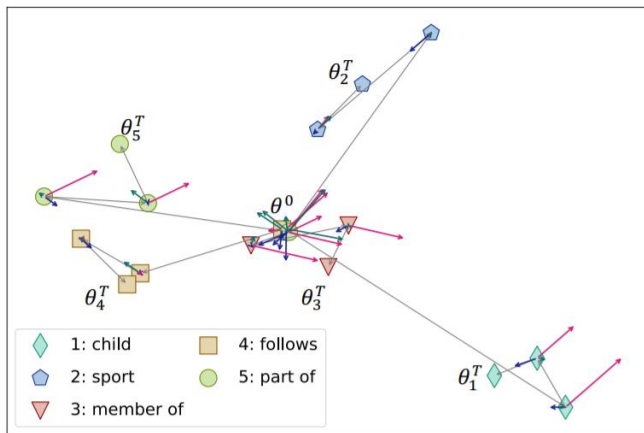 θ₂ᵀ
θ₅ᵀ
θ⁰
θ₄ᵀ
θ₃ᵀ
θ₁ᵀ
1: child
2: sport
3: member of
4: follows
5: part of